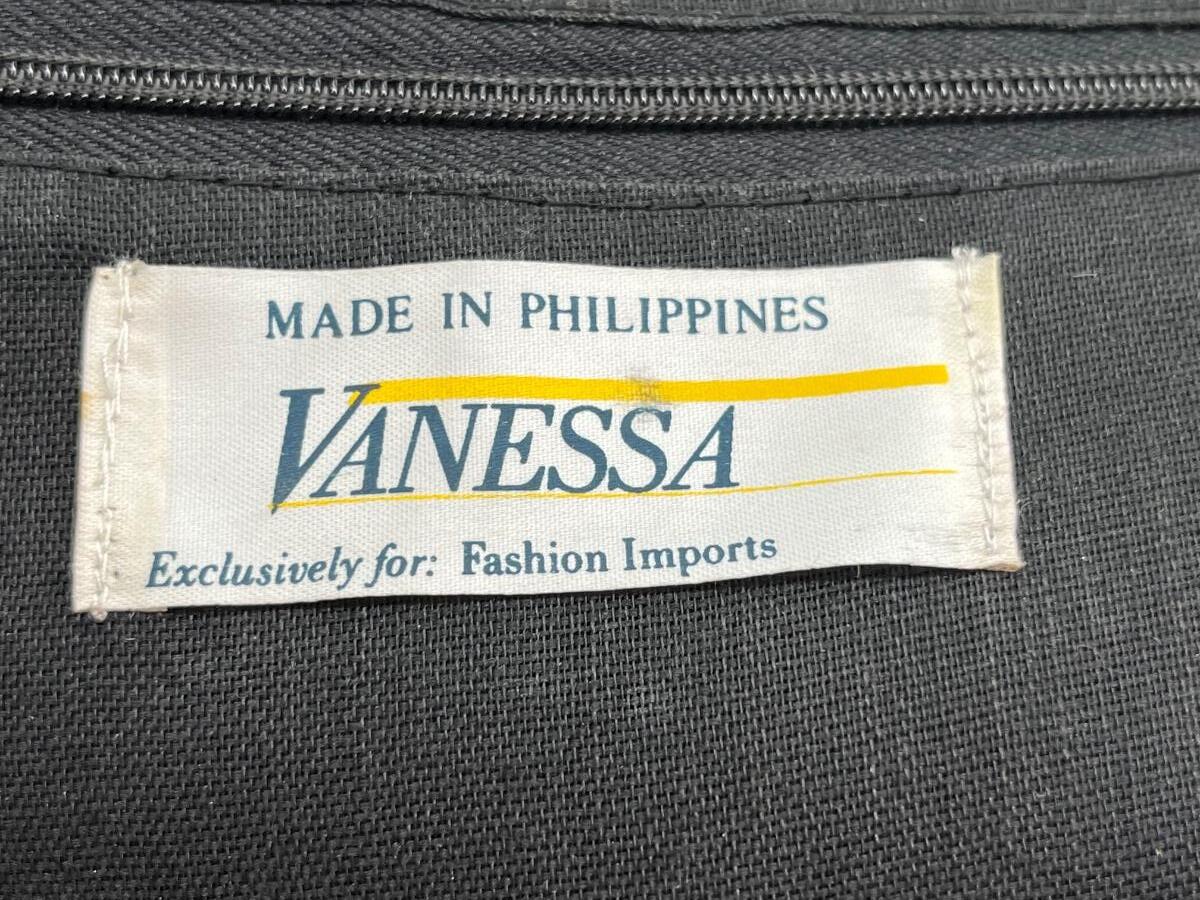 MADE IN PHILIPPINES
VANESSA
Exclusively for: Fashion Imports